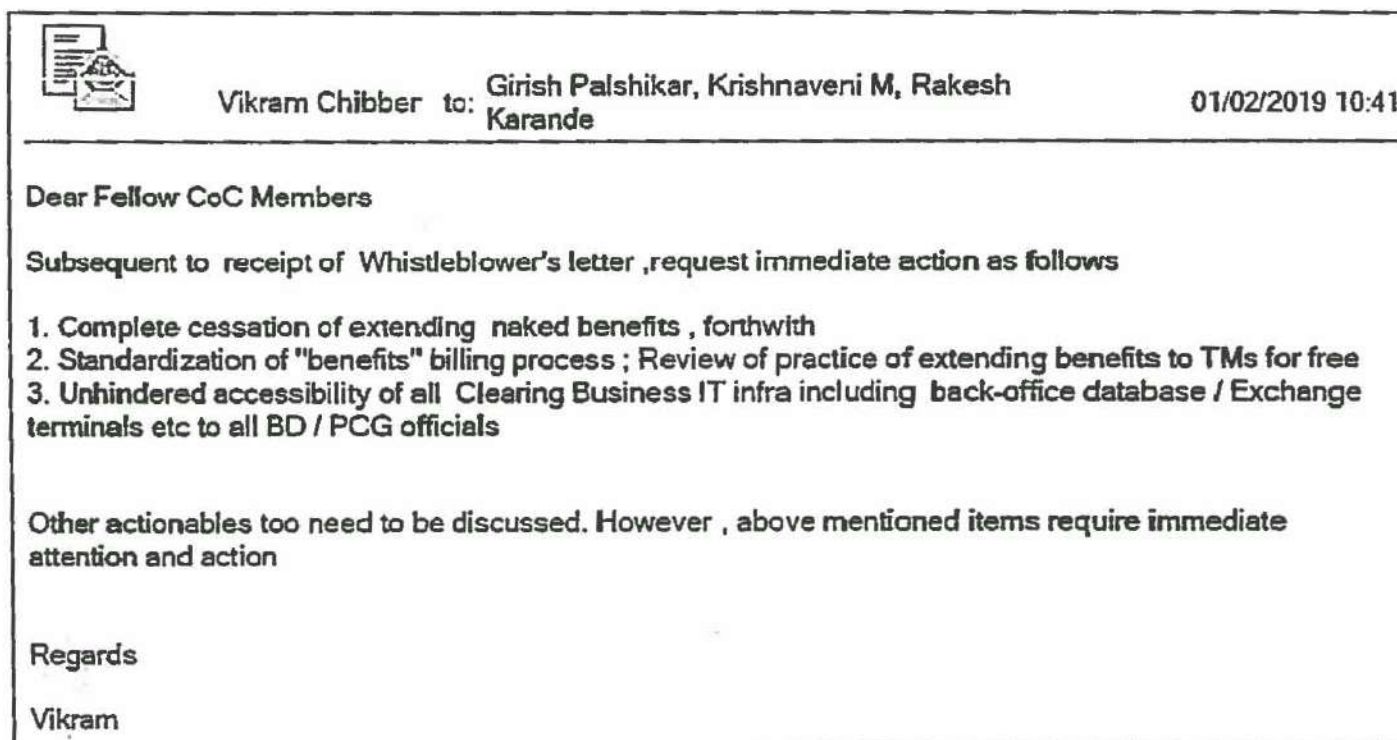 Vikram Chibber to: Girish Palshikar, Krishnaveni M, Rakesh Karande 01/02/2019 10:41
Dear Fellow CoC Members
Subsequent to receipt of Whistleblower's letter ,request immediate action as follows
1. Complete cessation of extending naked benefits , forthwith
2. Standardization of "benefits" billing process ; Review of practice of extending benefits to TMs for free
3. Unhindered accessibility of all Clearing Business IT infra including back-office database / Exchange
terminals etc to all BD / PCG officials
Other actionables too need to be discussed. However , above mentioned items require immediate
attention and action
Regards
Vikram